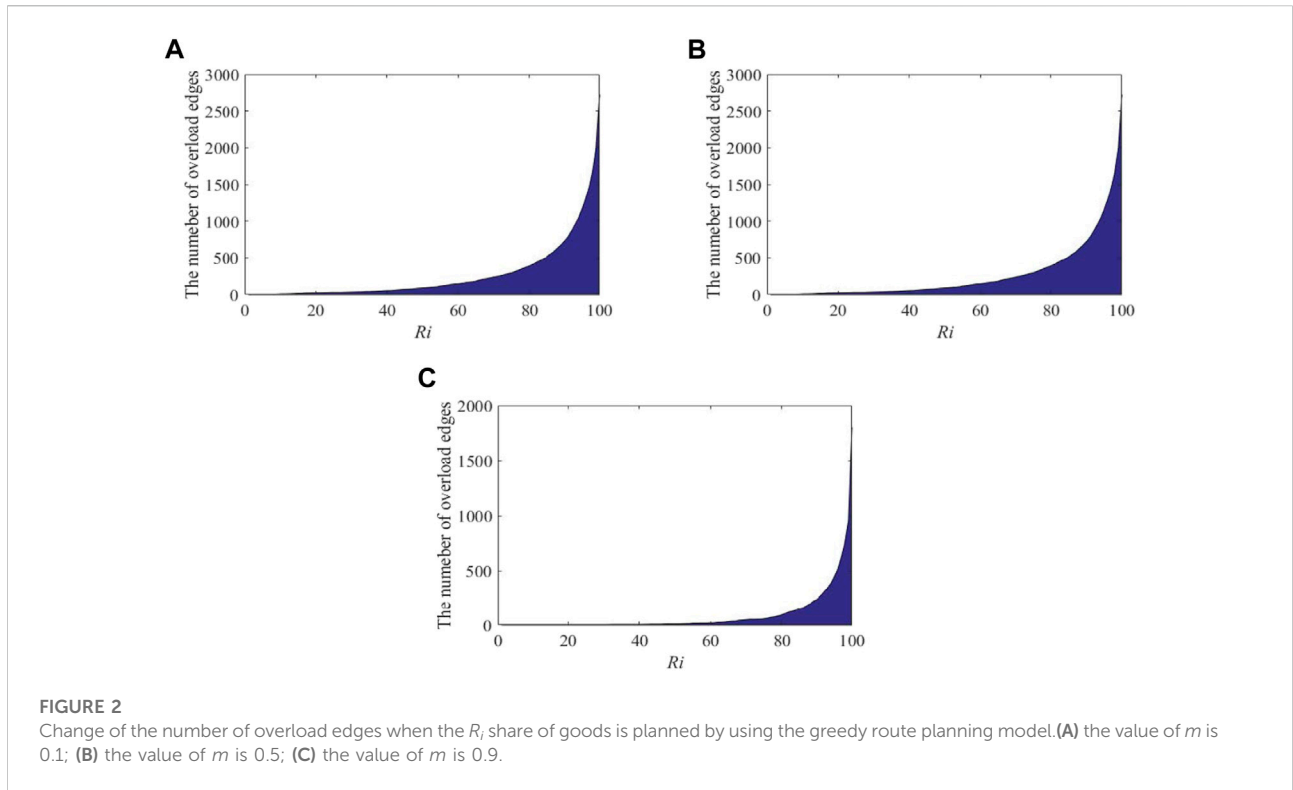 A
The numeber of overload edges
3000
2500
2000
1500
1000
500
0
0 20 40 60 80 100
Ri
B
The numeber of overload edges
3000
2500
2000
1500
1000
500
0
0 20 40 60 80 100
Ri
C
The numeber of overload edges
2000
1500
1000
500
0
0 20 40 60 80 100
Ri
FIGURE 2
Change of the number of overload edges when the Ri share of goods is planned by using the greedy route planning model.(A) the value of m is
0.1; (B) the value of m is 0.5; (C) the value of m is 0.9.